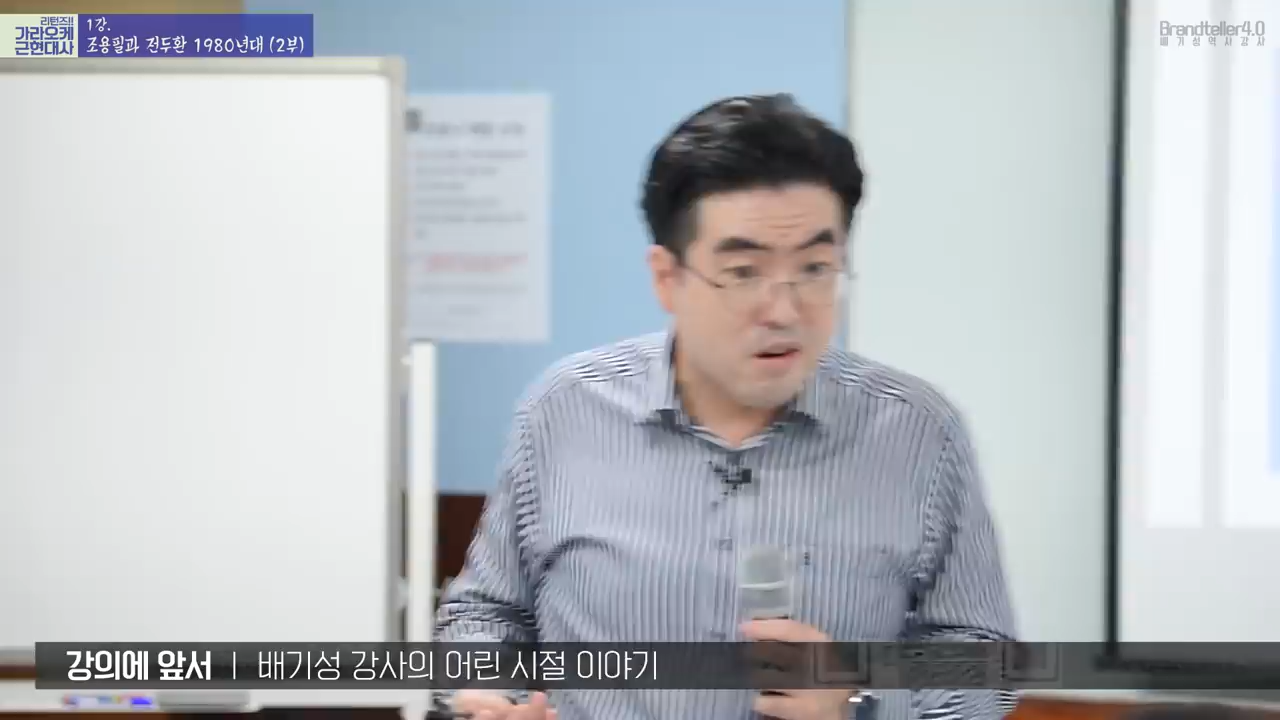 리턴즈!!
가라오케
근현대사
1강.
조용필과 전두환 1980년대 (2부)
Brandteller4.0
배기성역사강사
강의에 앞서 | 배기성 강사의 어린 시절 이야기